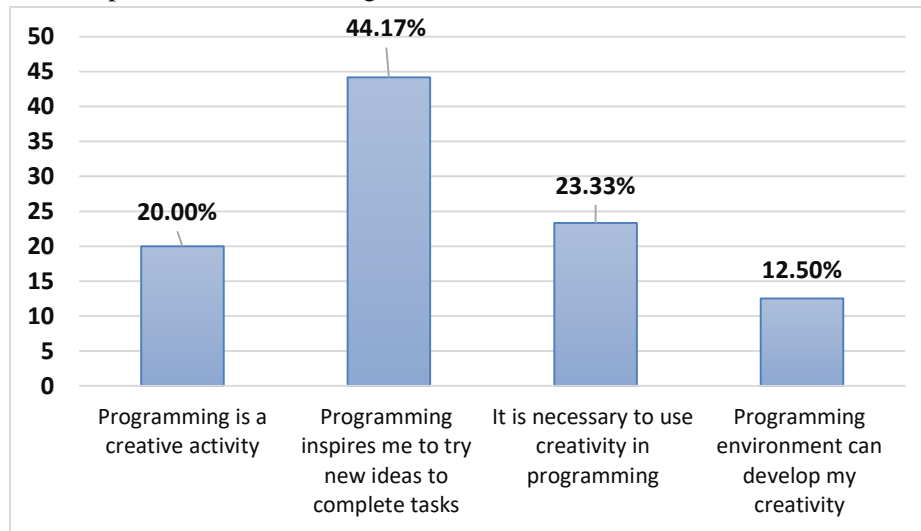 50
45
40
35
30
25
20
15
10
5
0
44.17%
23.33%
20.00%
12.50%
Programming is a
creative activity
Programming
inspires me to try
new ideas to
complete tasks
It is necessary to use
creativity in
programming
Programming
environment can
develop my
creativity